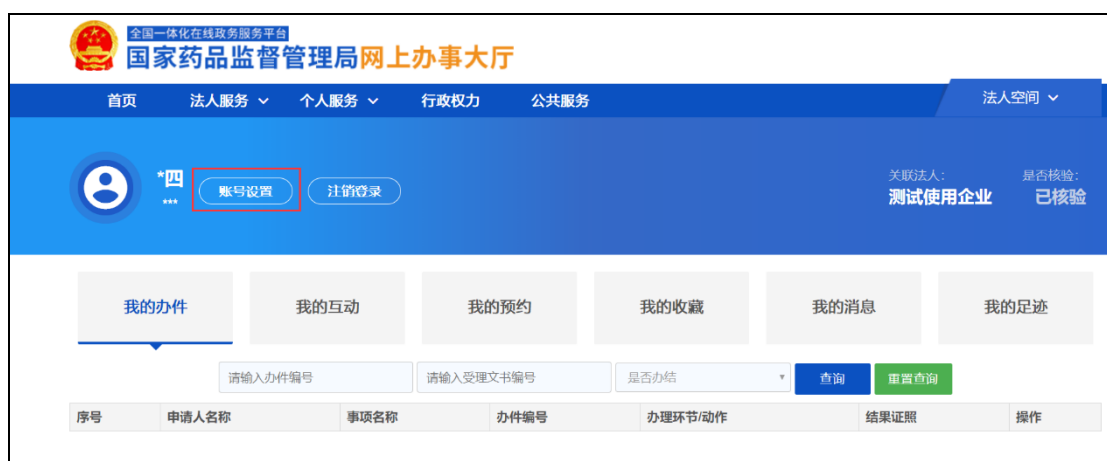 全国一体化在线政务服务平台
国家药品监督管理局网上办事大厅
首页 法人服务 个人服务 行政权力 公共服务 法人空间
*四 账号设置 注销登录
***
关联法人: 是否核验:
测试使用企业 已核验
我的办件 我的互动 我的预约 我的收藏 我的消息 我的足迹
请输入办件编号 请输入受理文书编号 是否办结 查询 重置查询
序号 申请人名称 事项名称 办件编号 办理环节/动作 结果证照 操作